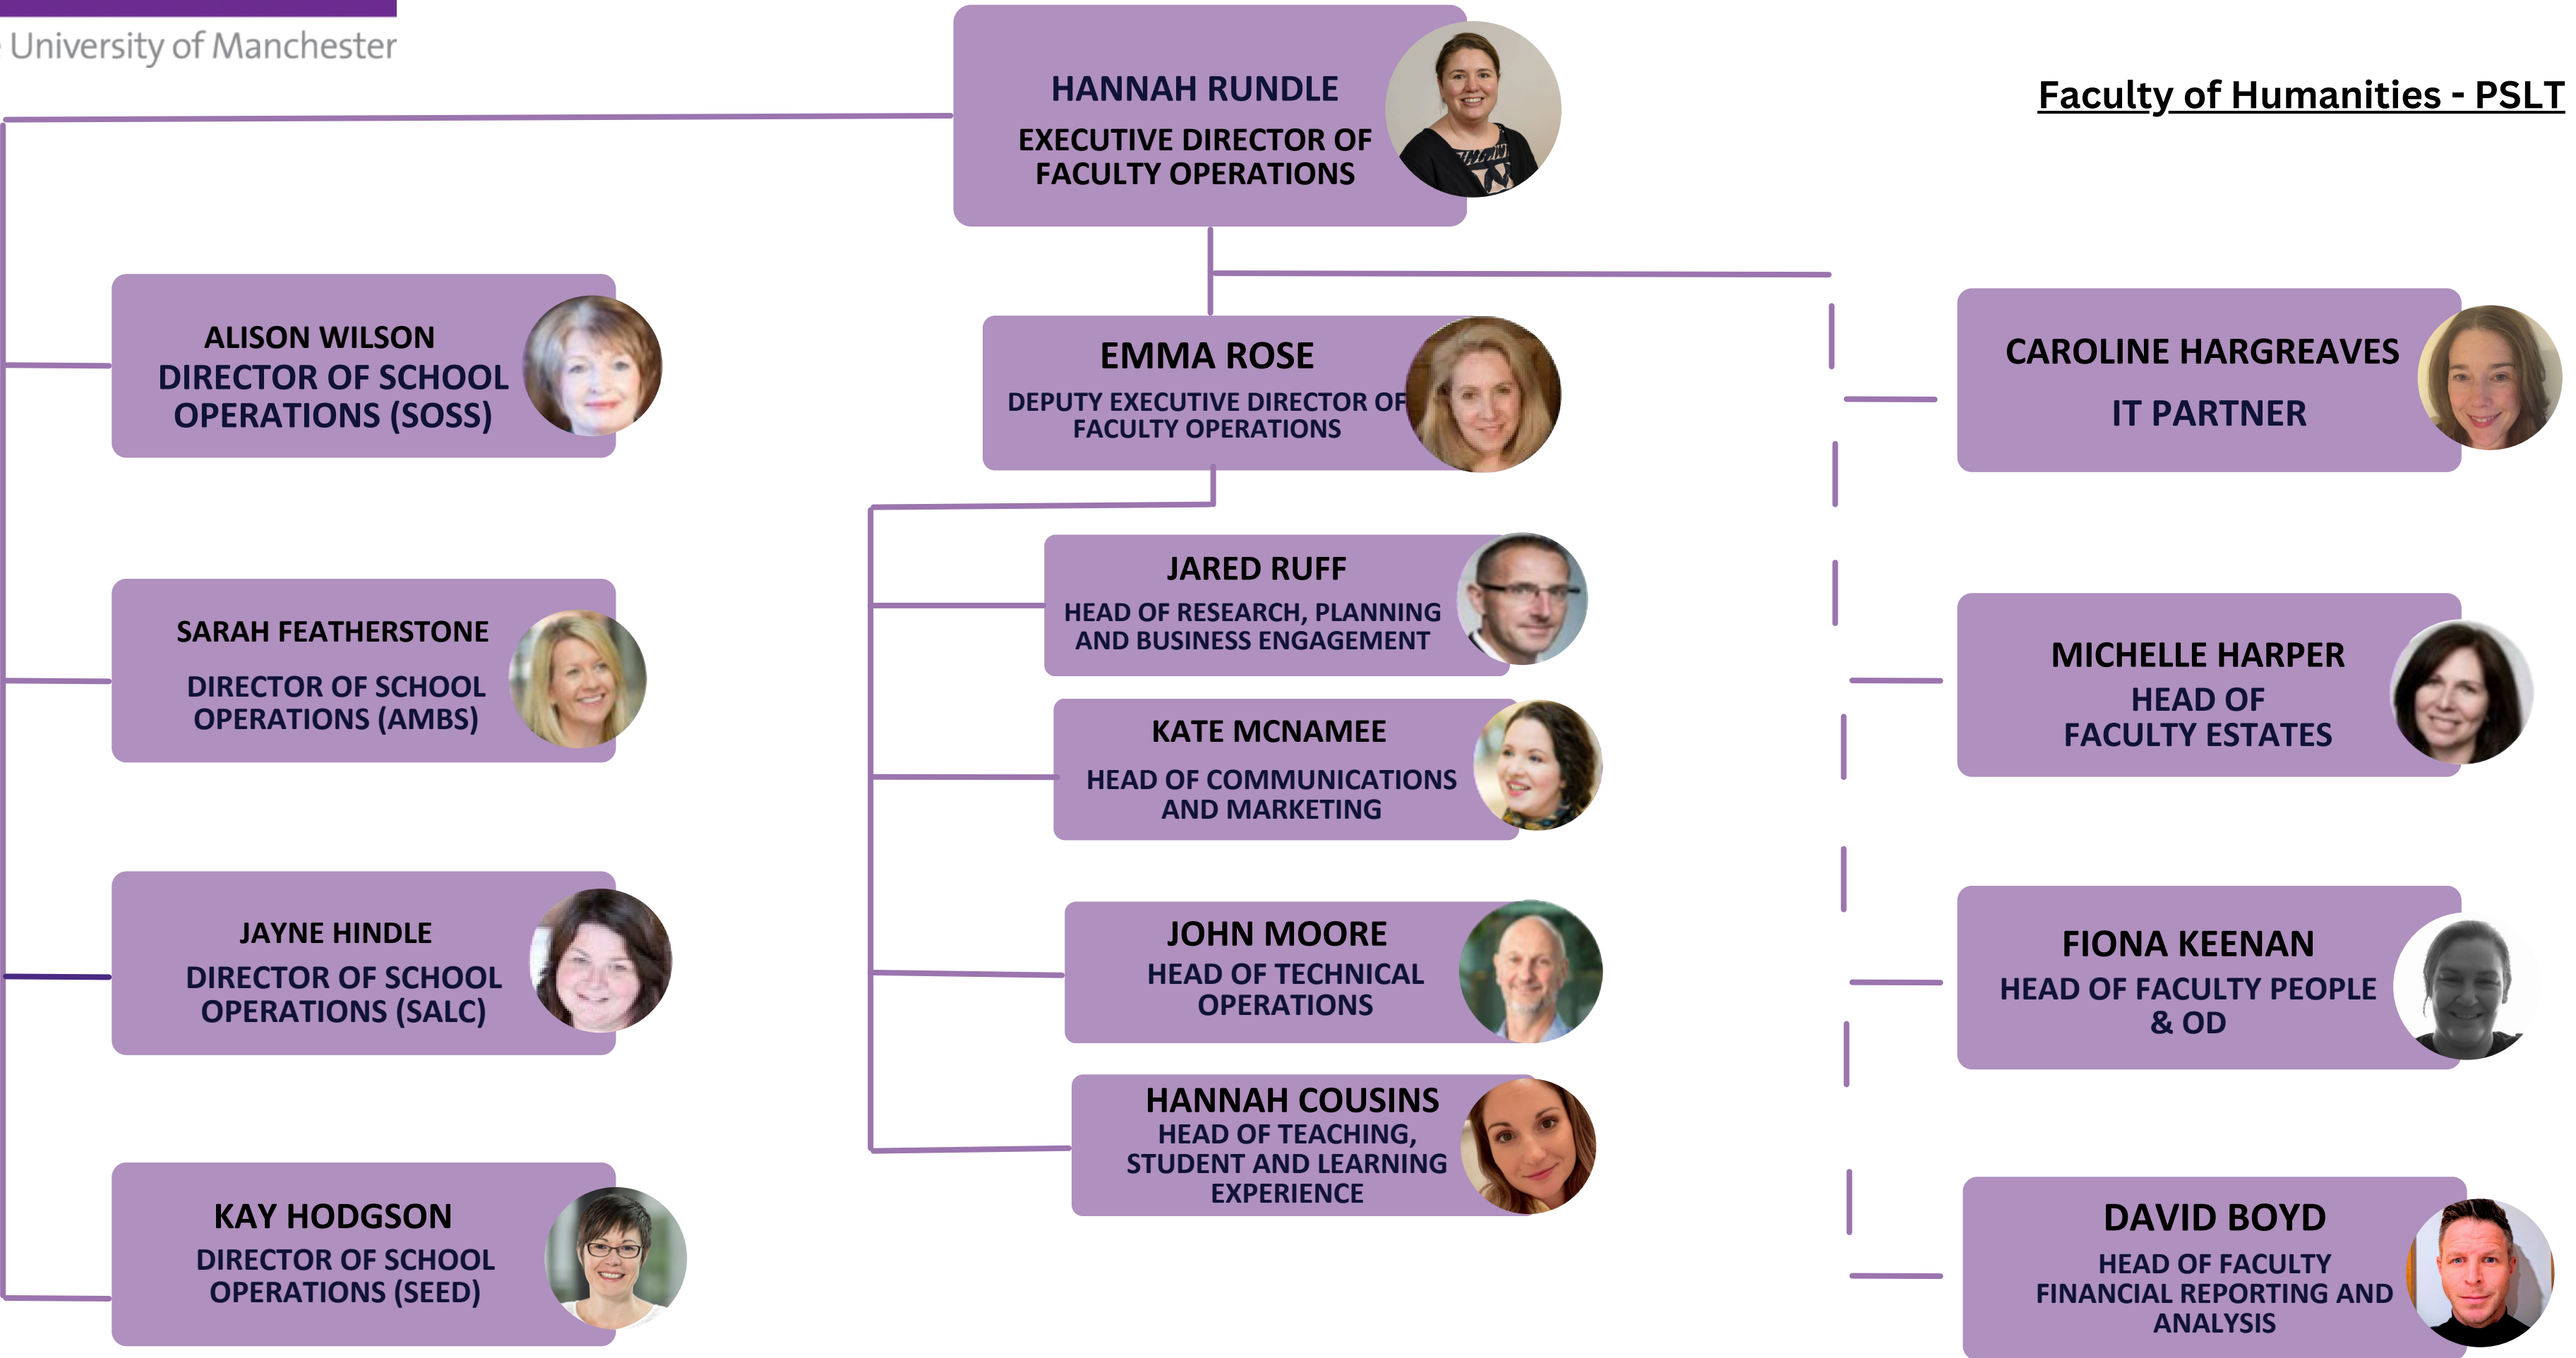 University of Manchester
Faculty of Humanities - PSLT
HANNAH RUNDLE
EXECUTIVE DIRECTOR OF
FACULTY OPERATIONS
ALISON WILSON
DIRECTOR OF SCHOOL
OPERATIONS (SOSS)
SARAH FEATHERSTONE
DIRECTOR OF SCHOOL
OPERATIONS (AMBS)
JAYNE HINDLE
DIRECTOR OF SCHOOL
OPERATIONS (SALC)
KAY HODGSON
DIRECTOR OF SCHOOL
OPERATIONS (SEED)
EMMA ROSE
DEPUTY EXECUTIVE DIRECTOR OF
FACULTY OPERATIONS
JARED RUFF
HEAD OF RESEARCH, PLANNING
AND BUSINESS ENGAGEMENT
KATE MCNAMEE
HEAD OF COMMUNICATIONS
AND MARKETING
JOHN MOORE
HEAD OF TECHNICAL
OPERATIONS
HANNAH COUSINS
HEAD OF TEACHING,
STUDENT AND LEARNING
EXPERIENCE
CAROLINE HARGREAVES
IT PARTNER
MICHELLE HARPER
HEAD OF
FACULTY ESTATES
FIONA KEENAN
HEAD OF FACULTY PEOPLE
& OD
DAVID BOYD
HEAD OF FACULTY
FINANCIAL REPORTING AND
ANALYSIS